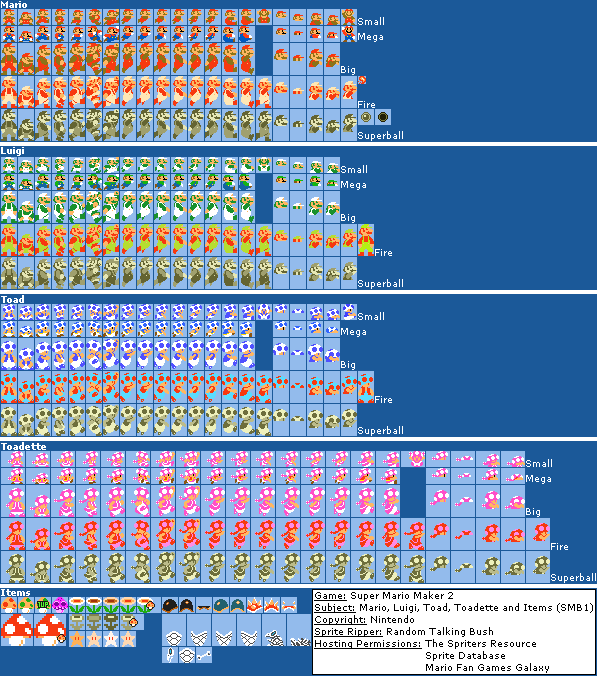 Mario
Small
Mega
Big
Fire
Superball
Luigi
Small
Mega
Big
Fire
Superball
Toad
Small
Mega
Big
Fire
Superball
Toadette
Small
Mega
Big
Fire
Superball
Items
Game: Super Mario Maker 2
Subject: Mario, Luigi, Toad, Toadette and Items (SMB1)
Copyright: Nintendo
Sprite Ripper: Random Talking Bush
Hosting Permissions: The Spriters Resource
Sprite Database
Mario Fan Games Galaxy